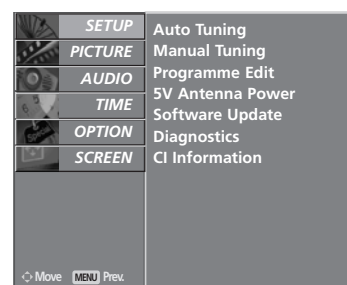 SETUP
PICTURE
AUDIO
TIME
OPTION
SCREEN
Auto Tuning
Manual Tuning
Programme Edit
5V Antenna Power
Software Update
Diagnostics
CI Information
Move MENU Prev.